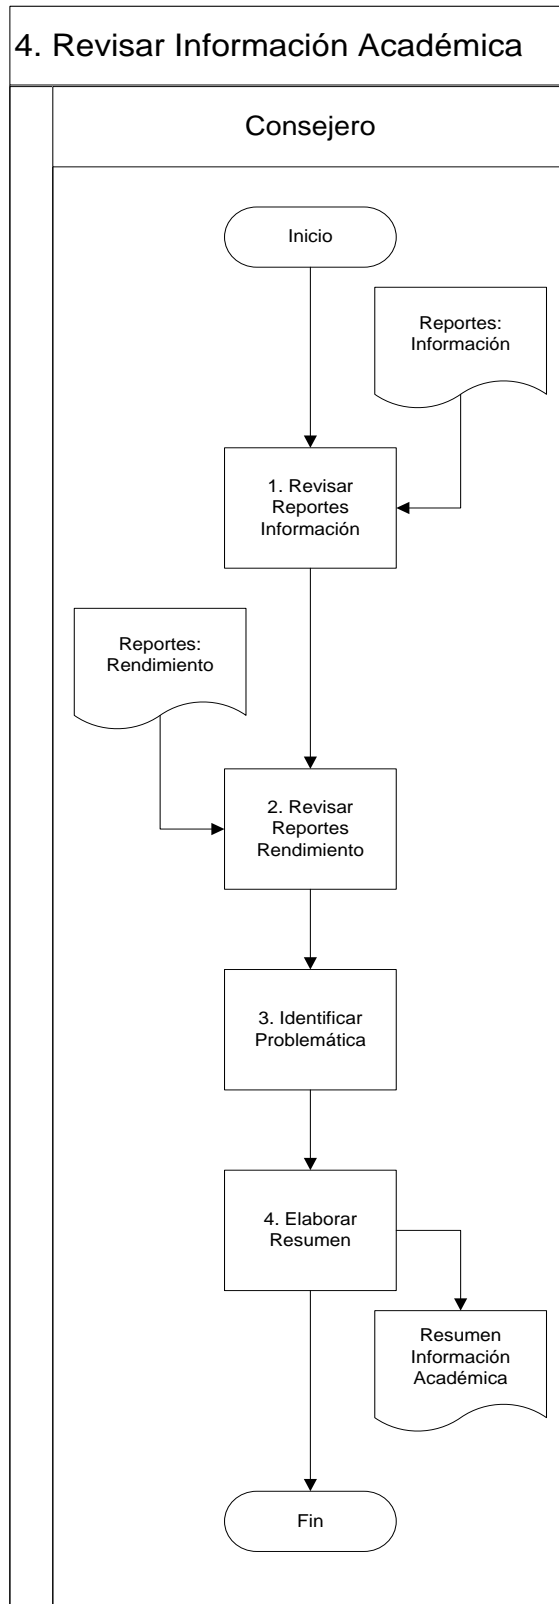 4. Revisar Información Académica
Consejero
Inicio
Reportes:
Información
1. Revisar
Reportes
Información
Reportes:
Rendimiento
2. Revisar
Reportes
Rendimiento
3. Identificar
Problemática
4. Elaborar
Resumen
Resumen
Información
Académica
Fin